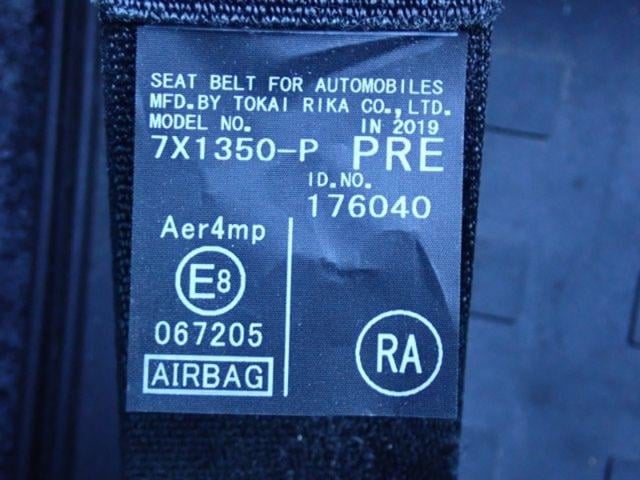 SEAT BELT FOR AUTOMOBILES
MFD.BY TOKAI RIKA CO.,LTD.
MODEL NO. IN 2019
7X1350-P PRE
ID.NO.
176040
Aer4mp
E8
067205
AIRBAG
RA